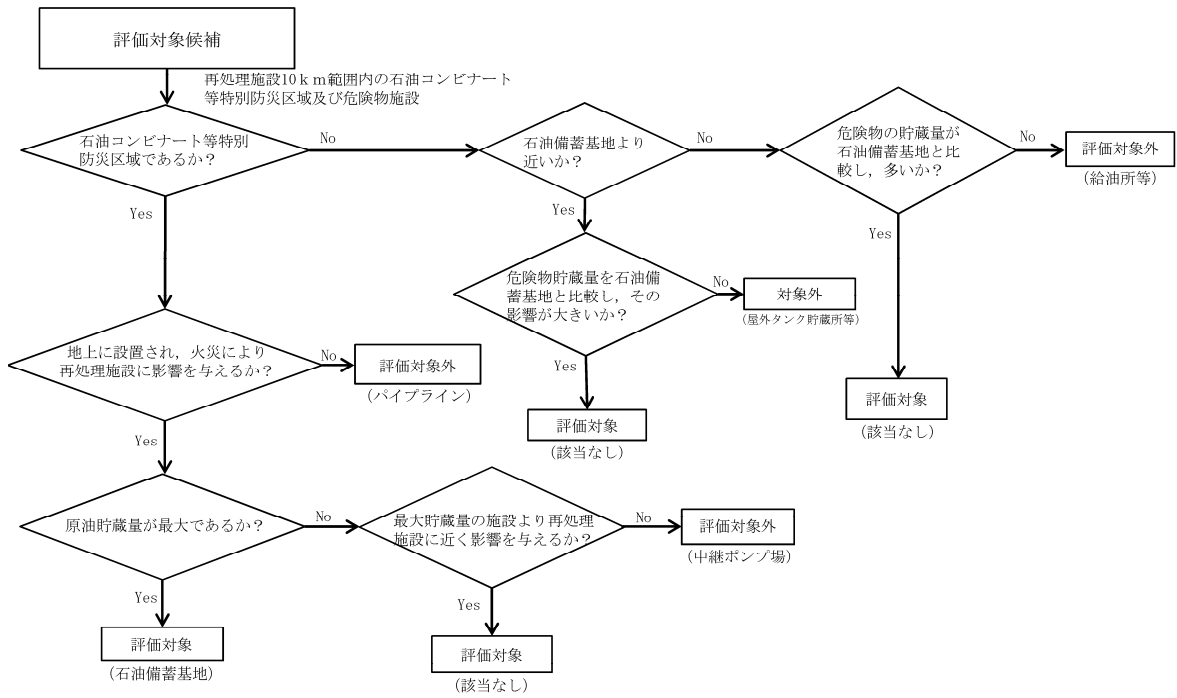 評価対象候補
再処理施設10ｋｍ範囲内の石油コンビナート
等特別防災区域及び危険物施設
石油コンビナート等特別
防災区域であるか？
No
石油備蓄基地より
近いか？
No
危険物の貯蔵量が
石油備蓄基地と比
較し，多いか？
No
評価対象外
（給油所等）
Yes
Yes
Yes
危険物貯蔵量を石油備
蓄基地と比較し，その
影響が大きいか？
No
対象外
（屋外タンク貯蔵所等）
地上に設置され，火災により
再処理施設に影響を与えるか？
No
評価対象外
（パイプライン）
Yes
評価対象
（該当なし）
評価対象
（該当なし）
Yes
原油貯蔵量が最大であるか？
No
最大貯蔵量の施設より再処理
施設に近く影響を与えるか？
No
評価対象外
（中継ポンプ場）
Yes
Yes
評価対象
（石油備蓄基地）
評価対象
（該当なし）